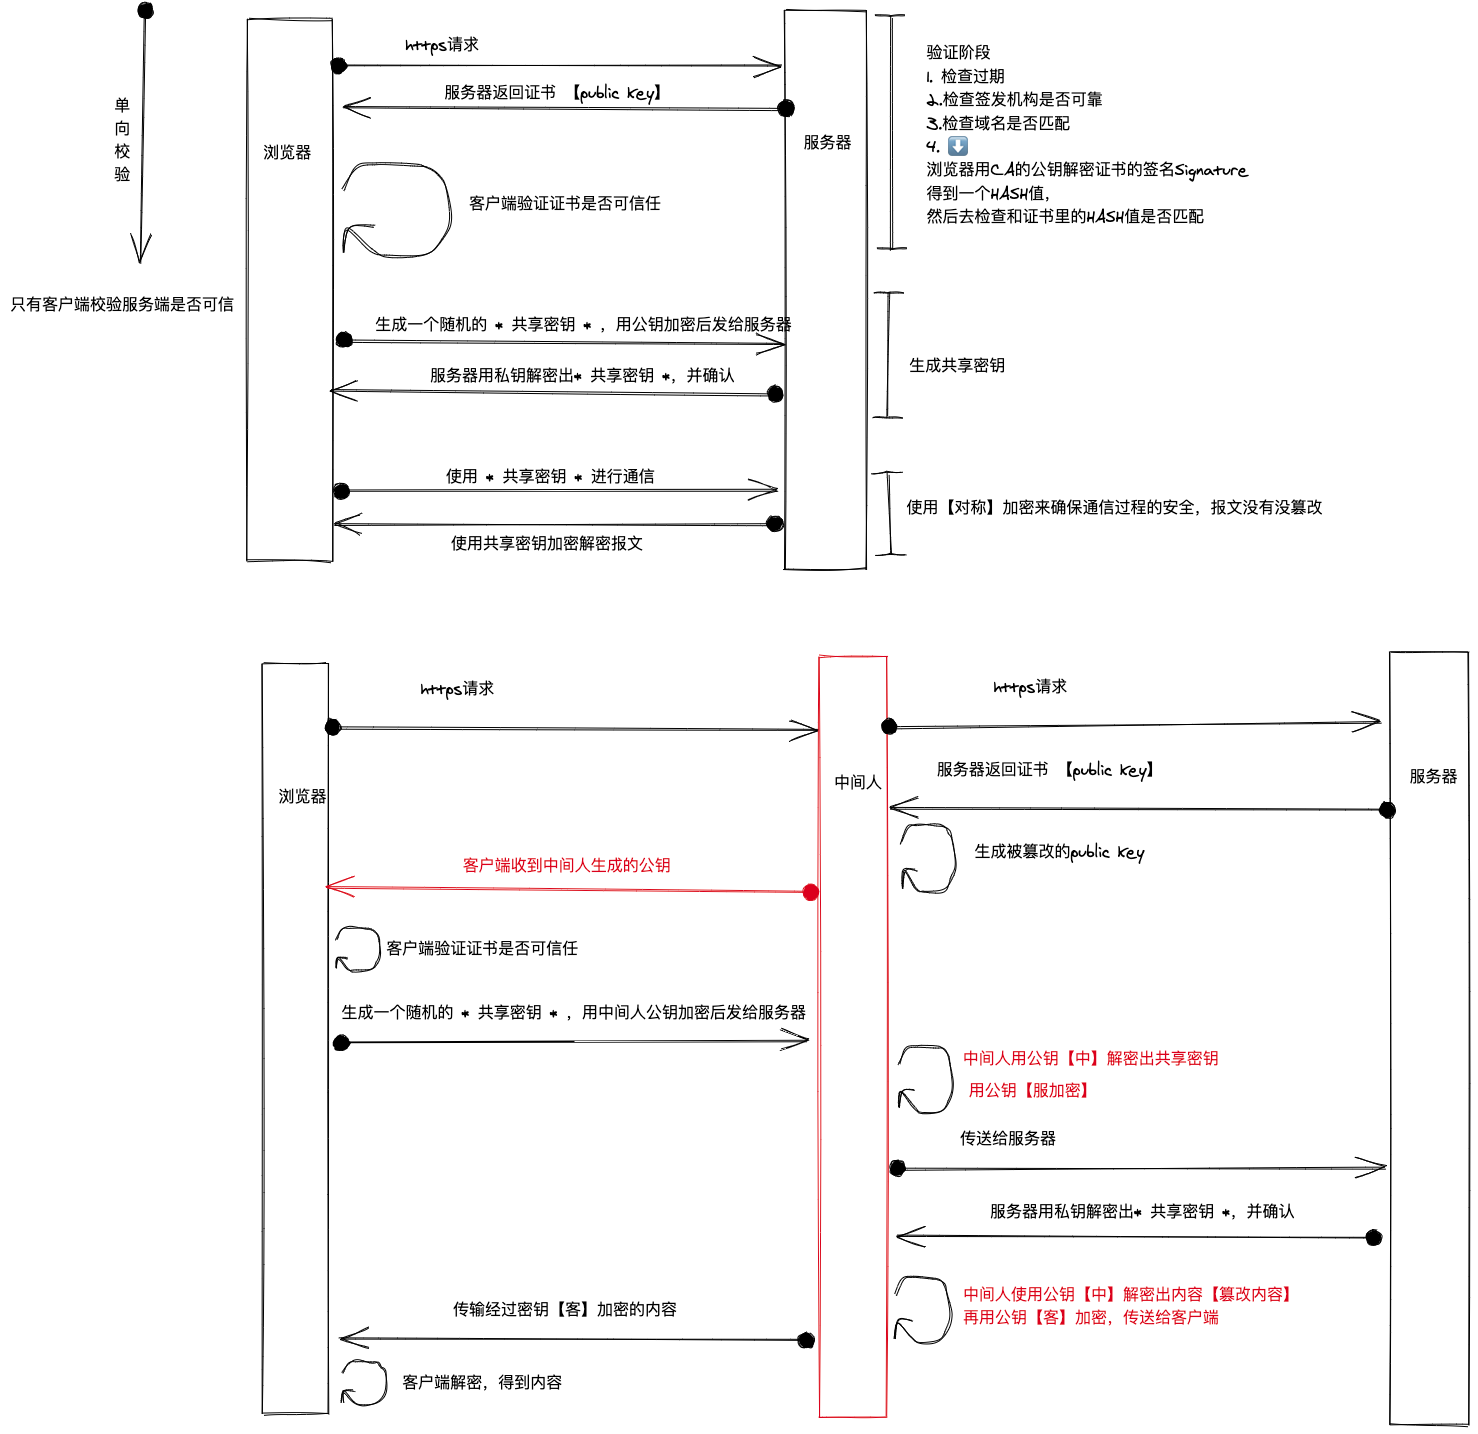 https请求
服务器返回证书 【public key】
单
向
校
验
浏览器
服务器
客户端验证证书是否可信任
验证阶段
1. 检查过期
2.检查签发机构是否可靠
3.检查域名是否匹配
4. ⬇️
浏览器用CA的公钥解密证书的签名Signature
得到一个HASH值，
然后去检查和证书里的HASH值是否匹配
只有客户端校验服务端是否可信
生成一个随机的 * 共享密钥 * ，用公钥加密后发给服务器
服务器用私钥解密出* 共享密钥 *，并确认
生成共享密钥
使用 * 共享密钥 * 进行通信
使用共享密钥加密解密报文
使用【对称】加密来确保通信过程的安全，报文没有没篡改
https请求
https请求
服务器返回证书 【public key】
浏览器
中间人
服务器
生成被篡改的public key
客户端收到中间人生成的公钥
客户端验证证书是否可信任
生成一个随机的 * 共享密钥 * ，用中间人公钥加密后发给服务器
中间人用公钥【中】解密出共享密钥
用公钥【服加密】
传送给服务器
服务器用私钥解密出* 共享密钥 *，并确认
中间人使用公钥【中】解密出内容【篡改内容】
再用公钥【客】加密，传送给客户端
传输经过密钥【客】加密的内容
客户端解密，得到内容